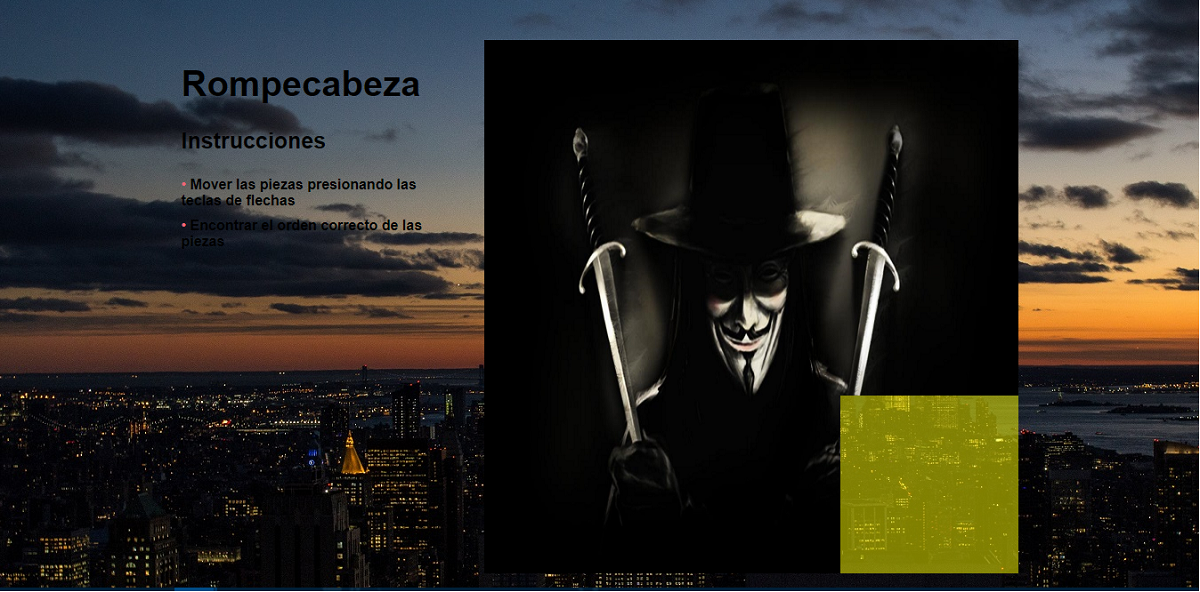 Rompecabeza
Instrucciones
• Mover las piezas presionando las
teclas de flechas
• Encontrar el orden correcto de las
piezas